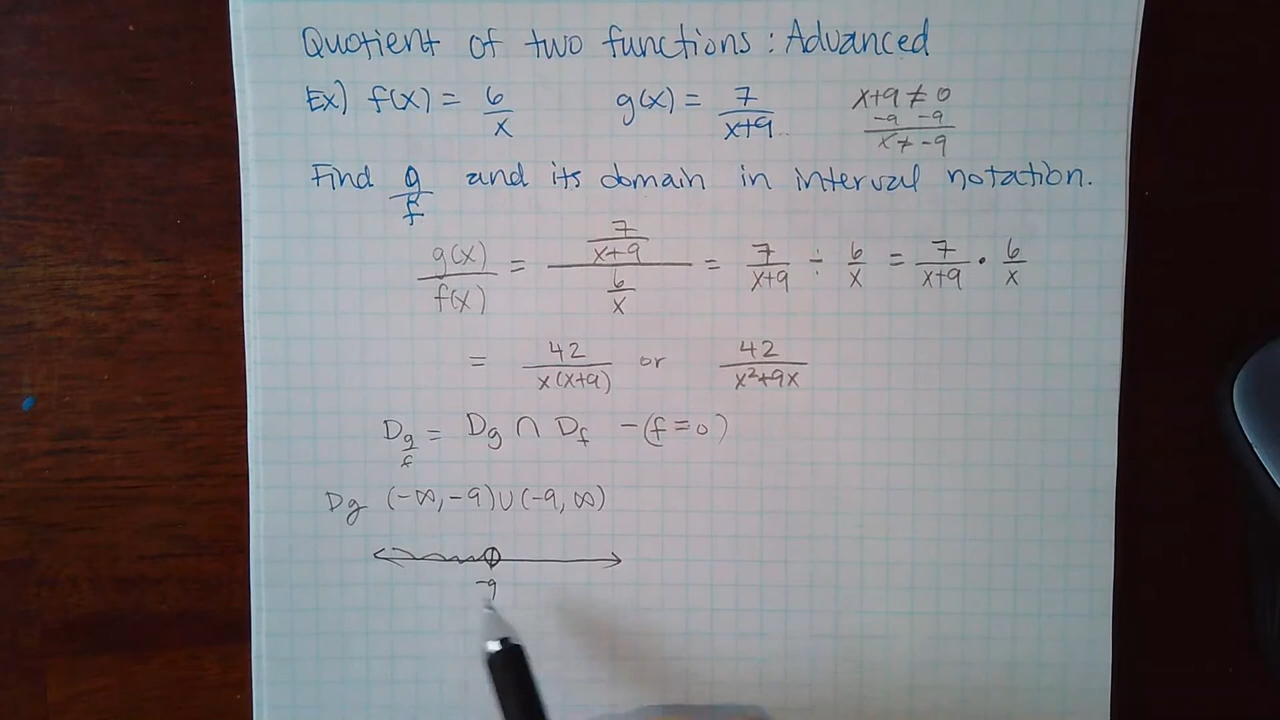 Quotient of two functions: Advanced
Ex) f(x) = 6/x g(x) = 7/(x+9) x+9 ≠ 0
-9 -9
x ≠ -9
Find g/f and its domain in interval notation.
g(x)/f(x) = (7/(x+9))/(6/x) = 7/(x+9) ÷ 6/x = 7/(x+9) · 6/x
= 42/(x(x+9)) or 42/(x²+9x)
D g/f = Dg ∩ Df -(f=0)
Dg (-∞,-9)∪(-9,∞)
-9